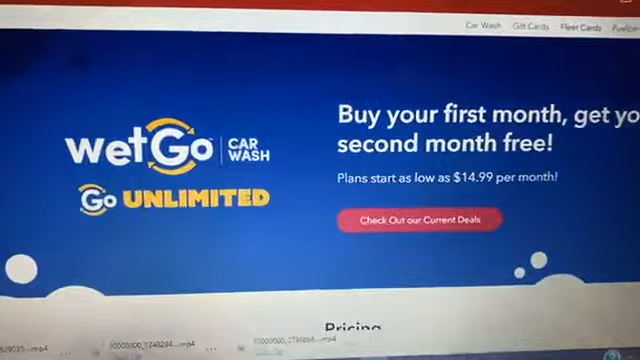 Car Wash Gift Cards Fleet Cards
Buy your first month, get yo
second month free!
wetGo CAR WASH
Plans start as low as $14.99 per month!
Go UNLIMITED
Check Out our Current Deals
Pricing